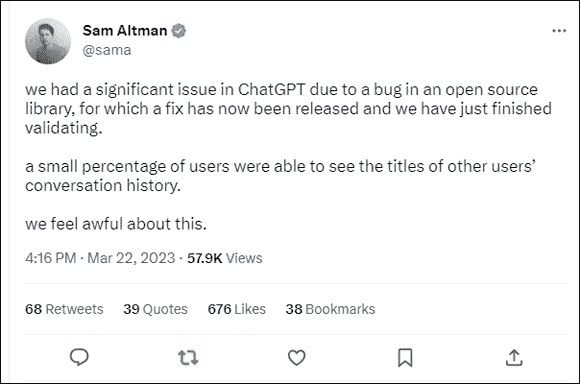 Sam Altman
@sama
we had a significant issue in ChatGPT due to a bug in an open source
library, for which a fix has now been released and we have just finished
validating.
a small percentage of users were able to see the titles of other users'
conversation history.
we feel awful about this.
4:16 PM · Mar 22, 2023 · 57.9K Views
68 Retweets 39 Quotes 676 Likes 38 Bookmarks